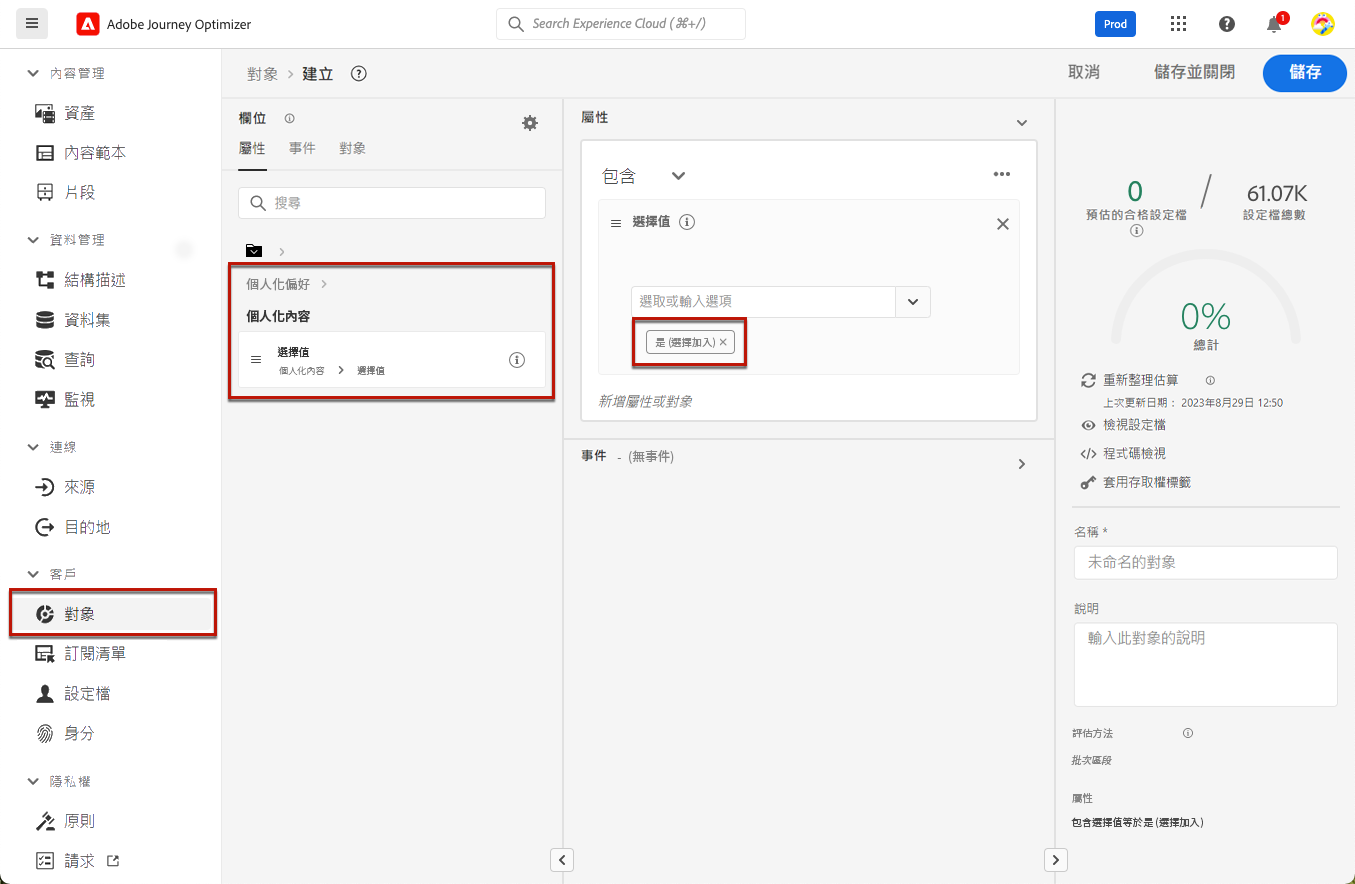 Adobe Journey Optimizer
Search Experience Cloud (⌘+/)
Prod
1
內容管理
資產
內容範本
片段
資料管理
結構描述
資料集
查詢
監視
連線
來源
目的地
客戶
對象
訂閱清單
設定檔
身分
隱私權
原則
請求
對象 > 建立
取消
儲存並關閉
儲存
欄位
屬性 事件 對象
搜尋
個人化偏好 >
個人化內容
選擇值
個人化內容 > 選擇值
屬性
包含
選擇值
選取或輸入選項
是 (選擇加入) ×
新增屬性或對象
事件 - (無事件)
0 / 61.07K
預估的合格設定檔 設定檔總數
0%
總計
重新整理估算
上次更新日期： 2023年8月29日 12:50
檢視設定檔
程式碼檢視
套用存取權標籤
名稱 *
未命名的對象
說明
輸入此對象的說明
評估方法
批次區段
屬性
包含選擇值等於是 (選擇加入)